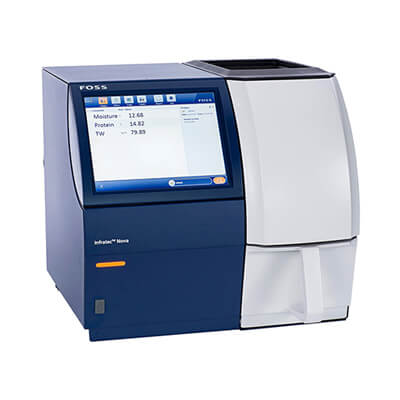 FOSS
FOSS
Moisture 12.68
Protein 14.82
TW 79.89
Infratec™ Nova